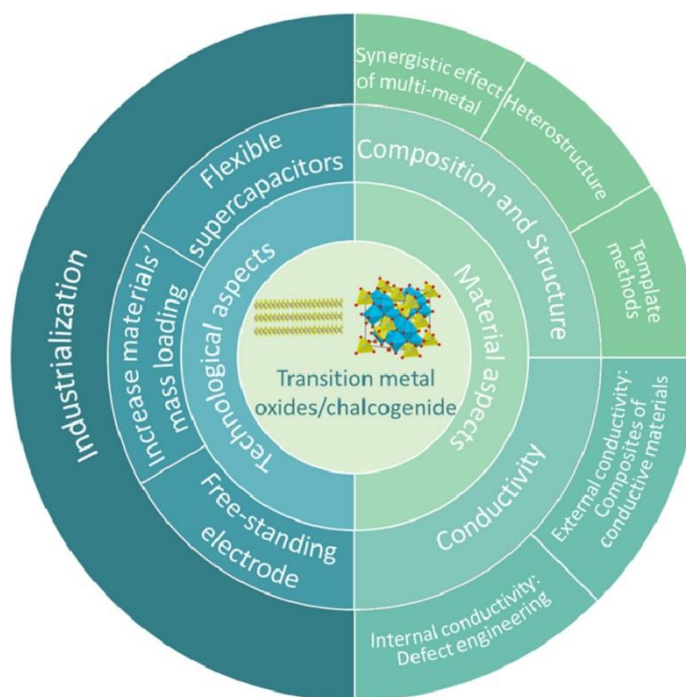 Transition metal
oxides/chalcogenide
Technological aspects
Material aspects
Flexible
supercapacitors
Increase materials'
mass loading
Free-standing
electrode
Industrialization
Composition and Structure
Conductivity
Synergistic effect
of multi-metal
Heterostructure
Template
methods
External conductivity:
Composites of
conductive materials
Internal conductivity:
Defect engineering